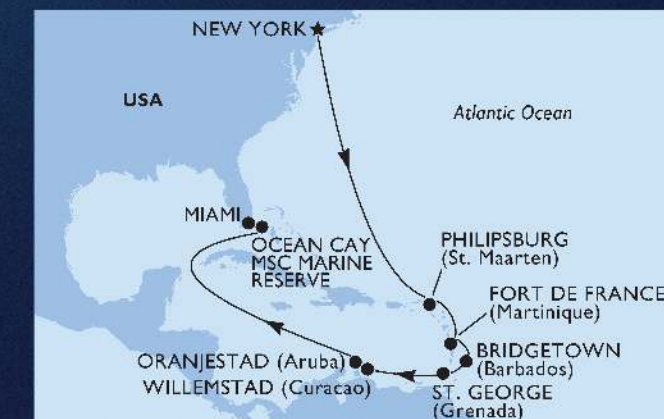 NEW YORK
USA
Atlantic Ocean
MIAMI
OCEAN CAY
MSC MARINE
RESERVE
PHILIPSBURG
(St. Maarten)
FORT DE FRANCE
(Martinique)
BRIDGETOWN
(Barbados)
ORANJESTAD (Aruba)
WILLEMSTAD (Curacao)
ST. GEORGE
(Grenada)